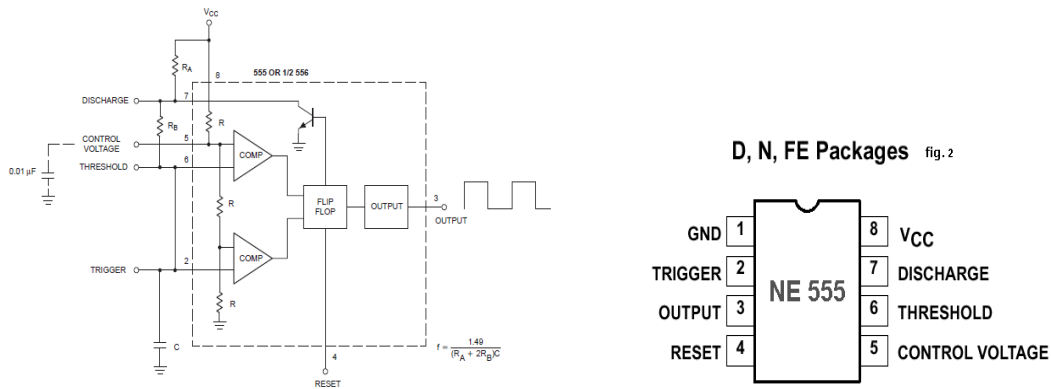 VCC
RA
8
555 OR 1/2 556
DISCHARGE
7
RB
R
CONTROL
VOLTAGE
5
THRESHOLD
6
COMP
0.01 µF
R
FLIP
FLOP
OUTPUT
3
OUTPUT
TRIGGER
2
COMP
R
C
4
RESET
f = 1.49
(RA + 2RB)C
D, N, FE Packages fig. 2
GND 1 8 VCC
TRIGGER 2 7 DISCHARGE
NE 555
OUTPUT 3 6 THRESHOLD
RESET 4 5 CONTROL VOLTAGE